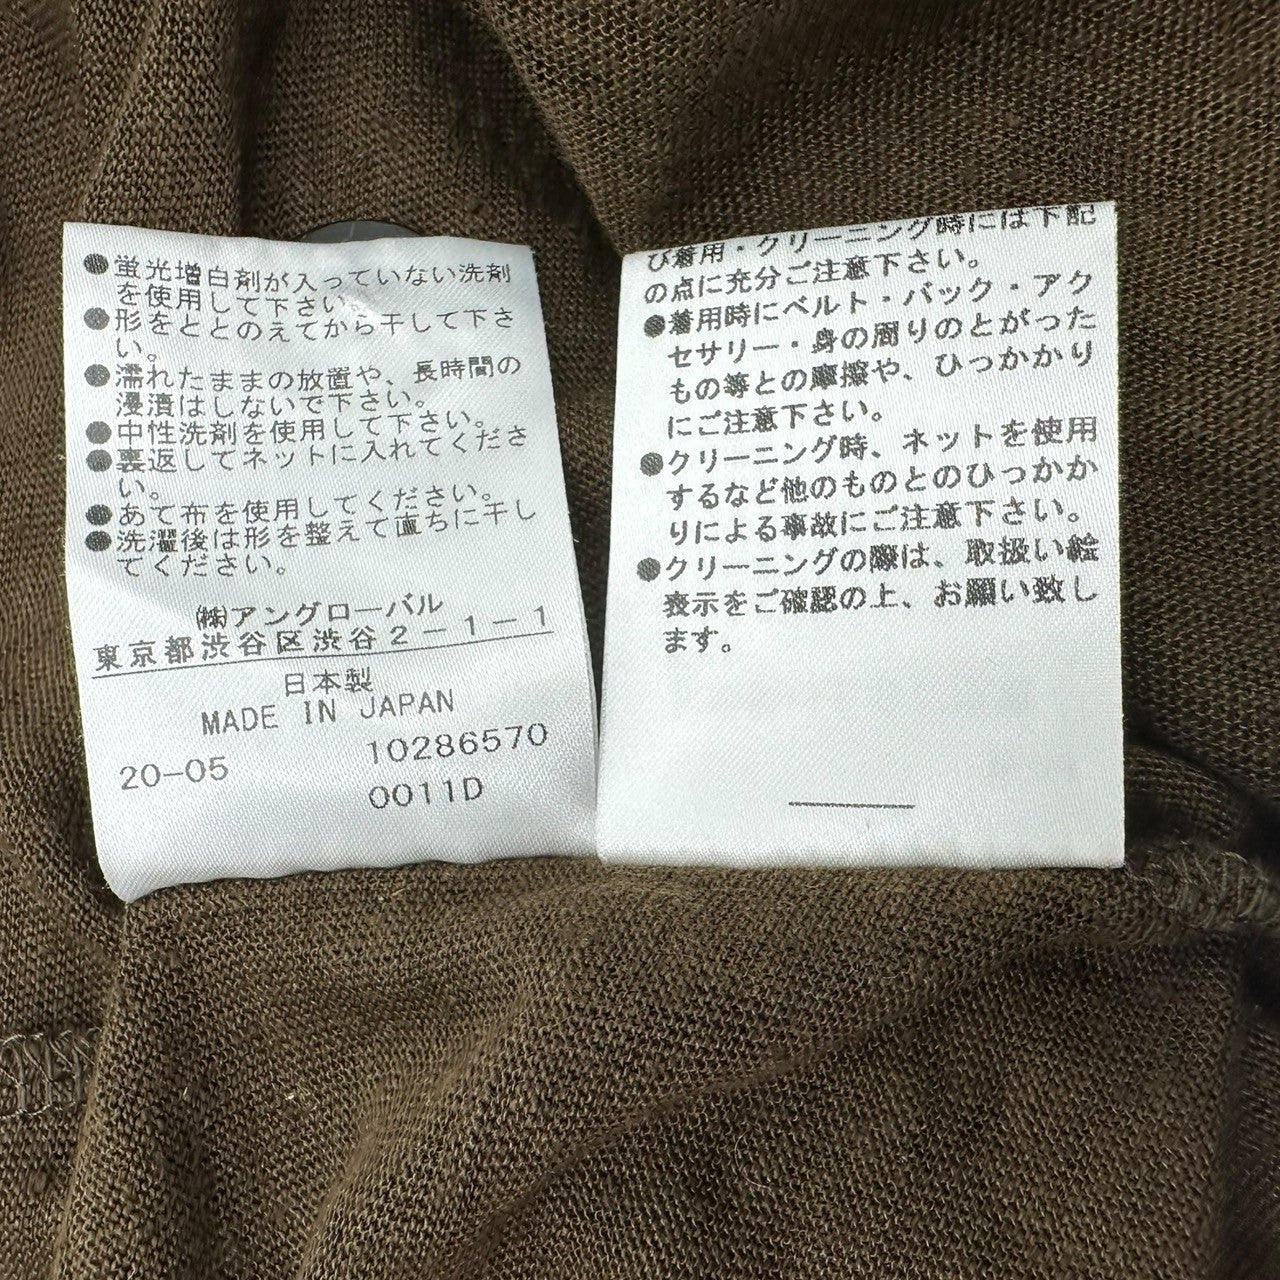 ●蛍光増白剤が入っていない洗剤
を使用して下さい。
●形をととのえてから干して下さ
い。
●濡れたままの放置や、長時間の
浸漬はしないで下さい。
●中性洗剤を使用して下さい。
●裏返してネットに入れてくださ
い。
●あて布を使用してください。
●洗濯後は形を整えて直ちに干し
てください。
㈱アングローバル
東京都渋谷区渋谷2-1-1
日本製
MADE IN JAPAN
20-05 10286570
0011D
び着用・クリーニング時には下記
の点に充分ご注意下さい。
●着用時にベルト・バック・アク
セサリー・身の周りのとがった
もの等との摩擦や、ひっかかり
にご注意下さい。
●クリーニング時、ネットを使用
するなど他のものとのひっかか
りによる事故にご注意下さい。
●クリーニングの際は、取扱い絵
表示をご確認の上、お願い致し
ます。